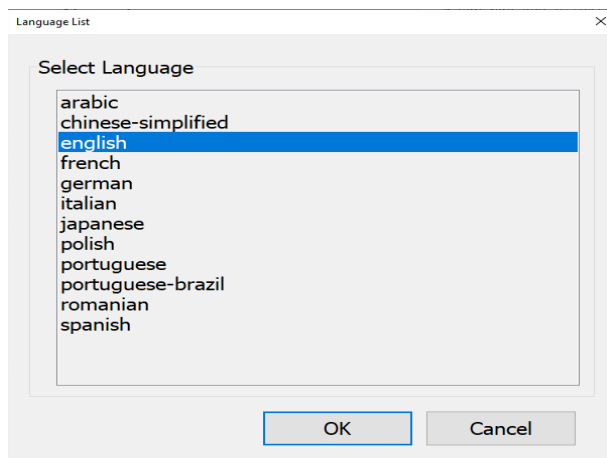 Language List
Select Language
arabic
chinese-simplified
english
french
german
italian
japanese
polish
portuguese
portuguese-brazil
romanian
spanish
OK Cancel